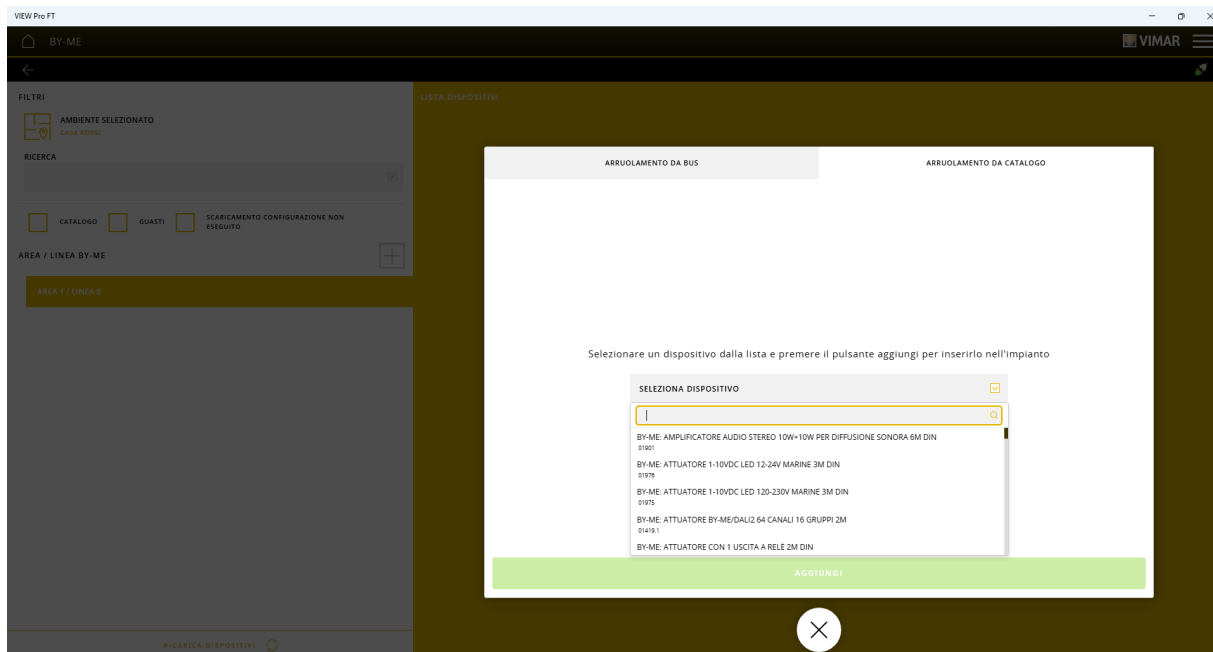 VIEW Pro FT
BY-ME
VIMAR
FILTRI
LISTA DISPOSITIVI
AMBIENTE SELEZIONATO
CASA ROSSI
RICERCA
CATALOGO
GUASTI
SCARICAMENTO CONFIGURAZIONE NON
ESEGUITO
AREA / LINEA BY-ME
AREA 1 / LINEA 0
RICARICA DISPOSITIVI
ARRUOLAMENTO DA BUS
ARRUOLAMENTO DA CATALOGO
Selezionare un dispositivo dalla lista e premere il pulsante aggiungi per inserirlo nell'impianto
SELEZIONA DISPOSITIVO
BY-ME: AMPLIFICATORE AUDIO STEREO 10W+10W PER DIFFUSIONE SONORA 6M DIN
01901
BY-ME: ATTUATORE 1-10VDC LED 12-24V MARINE 3M DIN
01976
BY-ME: ATTUATORE 1-10VDC LED 120-230V MARINE 3M DIN
01975
BY-ME: ATTUATORE BY-ME/DALI2 64 CANALI 16 GRUPPI 2M
01419.1
BY-ME: ATTUATORE CON 1 USCITA A RELÈ 2M DIN
AGGIUNGI